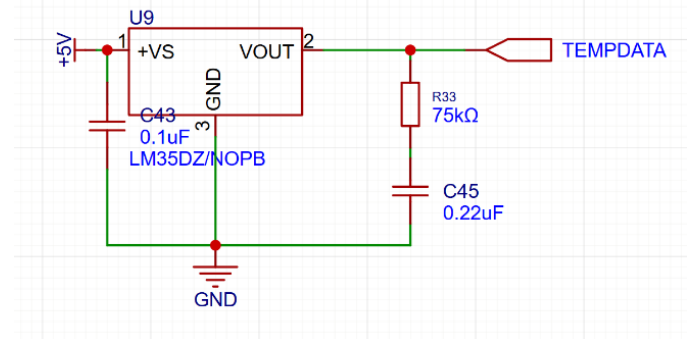 U9
+5V
1
+VS
VOUT
2
TEMPDATA
GND
3
C43
0.1uF
LM35DZ/NOPB
R33
75kΩ
C45
0.22uF
GND